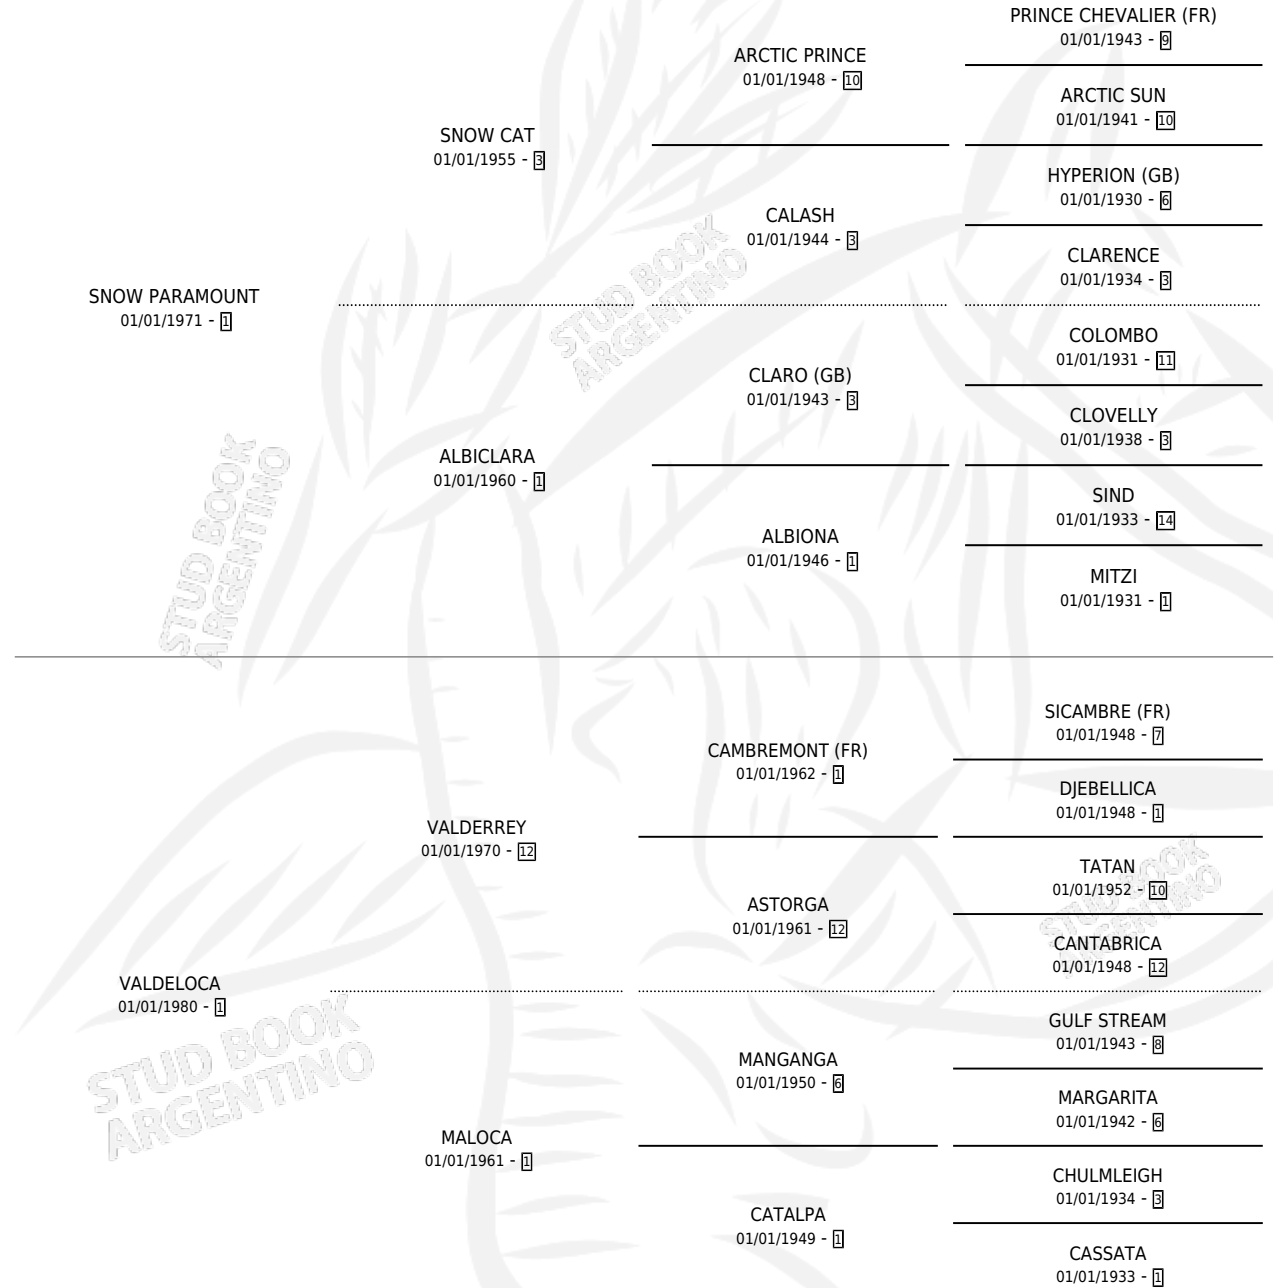 PRINCE CHEVALIER (FR)
01/01/1943 - 9
ARCTIC PRINCE
01/01/1948 - 10
ARCTIC SUN
01/01/1941 - 10
SNOW CAT
01/01/1955 - 3
HYPERION (GB)
01/01/1930 - 6
CALASH
01/01/1944 - 3
CLARENCE
01/01/1934 - 3
SNOW PARAMOUNT
01/01/1971 - 1
COLOMBO
01/01/1931 - 11
CLARO (GB)
01/01/1943 - 3
CLOVELLY
01/01/1938 - 3
ALBICLARA
01/01/1960 - 1
SIND
01/01/1933 - 14
ALBIONA
01/01/1946 - 1
MITZI
01/01/1931 - 1
STUD BOOK
ARGENTINO
STUD BOOK
ARGENTINO
SICAMBRE (FR)
01/01/1948 - 7
CAMBREMONT (FR)
01/01/1962 - 1
DJEBELLICA
01/01/1948 - 1
VALDERREY
01/01/1970 - 12
TATAN
01/01/1952 - 10
ASTORGA
01/01/1961 - 12
CANTABRICA
01/01/1948 - 12
VALDELOCA
01/01/1980 - 1
GULF STREAM
01/01/1943 - 8
MANGANGA
01/01/1950 - 6
MARGARITA
01/01/1942 - 6
MALOCA
01/01/1961 - 1
CHULMLEIGH
01/01/1934 - 3
CATALPA
01/01/1949 - 1
CASSATA
01/01/1933 - 1
STUD BOOK
ARGENTINO
STUD BOOK
ARGENTINO